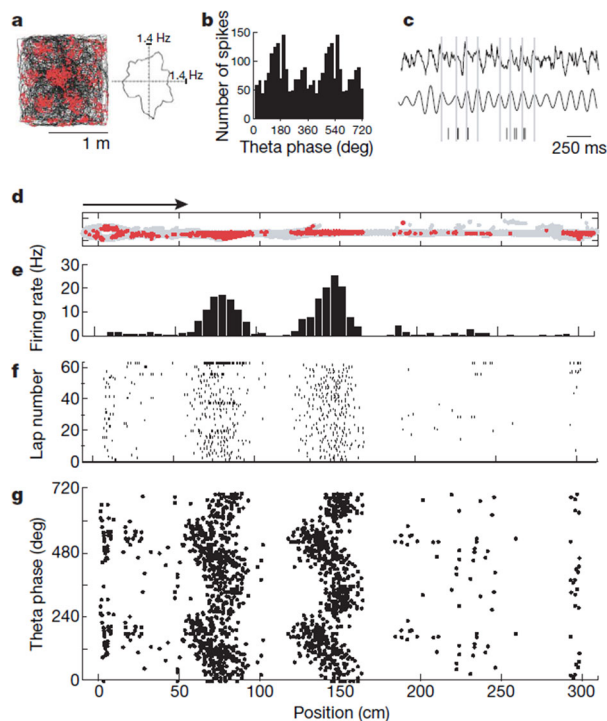 a
1.4 Hz
1.4 Hz
1 m
b
Number of spikes
150
100
50
0
0 180 360 540 720
Theta phase (deg)
c
250 ms
d
e
Firing rate (Hz)
30
20
10
0
f
Lap number
60
40
20
0
g
Theta phase (deg)
720
480
240
0
0 50 100 150 200 250 300
Position (cm)